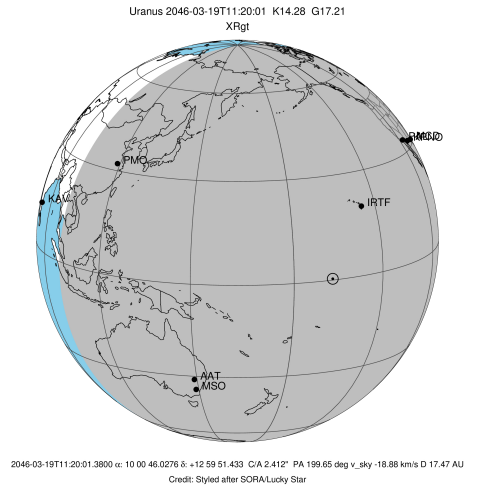 Uranus 2046-03-19T11:20:01 K14.28 G17.21
XRgt
PMO
KAV
IRTF
AAT
MSO
2046-03-19T11:20:01.3800 α: 10 00 46.0276 δ: +12 59 51.433 C/A 2.412" PA 199.65 deg v_sky -18.88 km/s D 17.47 AU
Credit: Styled after SORA/Lucky Star